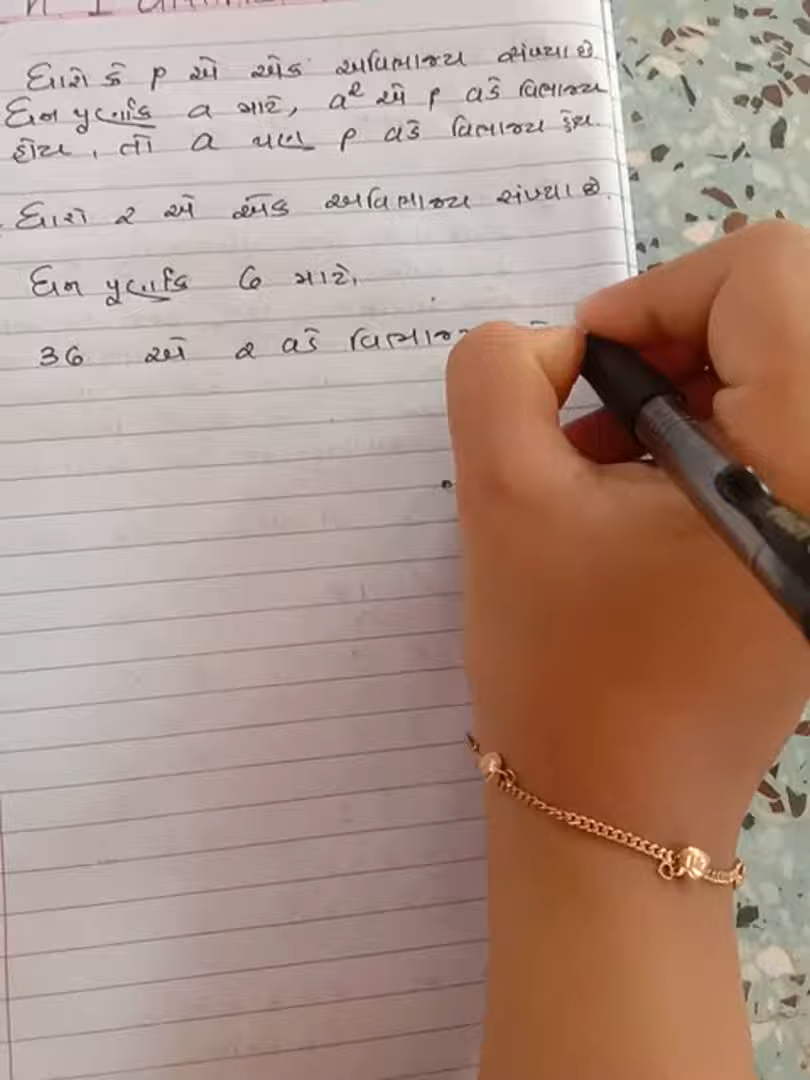 ધારો કે p એ એક અવિભાજ્ય સંખ્યા છે.
ધન પૂર્ણાંક a માટે, a² એ p વડે વિભાજ્ય
હોય, તો a પણ p વડે વિભાજ્ય હોય.
ધારો 2 એ એક અવિભાજ્ય સંખ્યા છે.
ધન પૂર્ણાંક 6 માટે,
36 એ 2 વડે